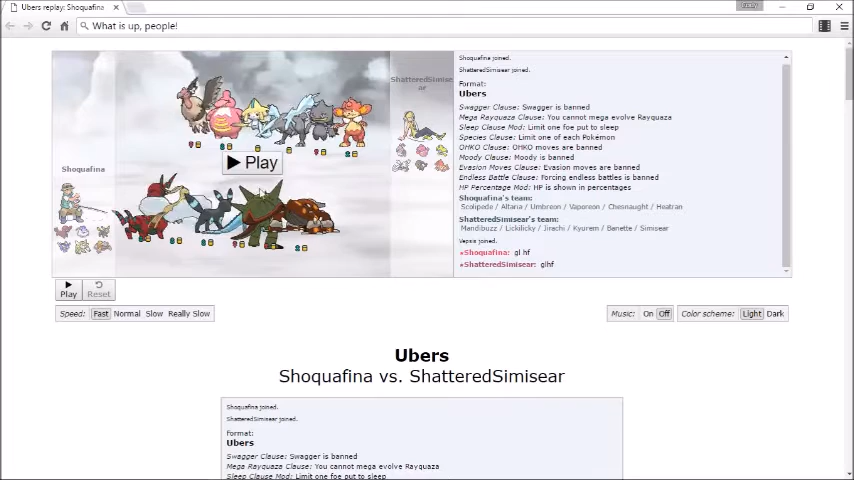 Ubers replay: Shoquafina
What is up, people!
ShatteredSimise
ar
Shoquafina
Play
Shoquafina joined.
ShatteredSimisear joined.
Format:
Ubers
Swagger Clause: Swagger is banned
Mega Rayquaza Clause: You cannot mega evolve Rayquaza
Sleep Clause Mod: Limit one foe put to sleep
Species Clause: Limit one of each Pokémon
OHKO Clause: OHKO moves are banned
Moody Clause: Moody is banned
Evasion Moves Clause: Evasion moves are banned
Endless Battle Clause: Forcing endless battles is banned
HP Percentage Mod: HP is shown in percentages
Shoquafina's team:
Scolipede / Altaria / Umbreon / Vaporeon / Chesnaught / Heatran
ShatteredSimisear's team:
Mandibuzz / Lickilicky / Jirachi / Kyurem / Banette / Simisear
Vepsis joined.
Shoquafina: gl hf
ShatteredSimisear: glhf
Play
Reset
Speed: Fast Normal Slow Really Slow
Music: On Off
Color scheme: Light Dark
Ubers
Shoquafina vs. ShatteredSimisear
Shoquafina joined.
ShatteredSimisear joined.
Format:
Ubers
Swagger Clause: Swagger is banned
Mega Rayquaza Clause: You cannot mega evolve Rayquaza
Sleep Clause Mod: Limit one foe put to sleep